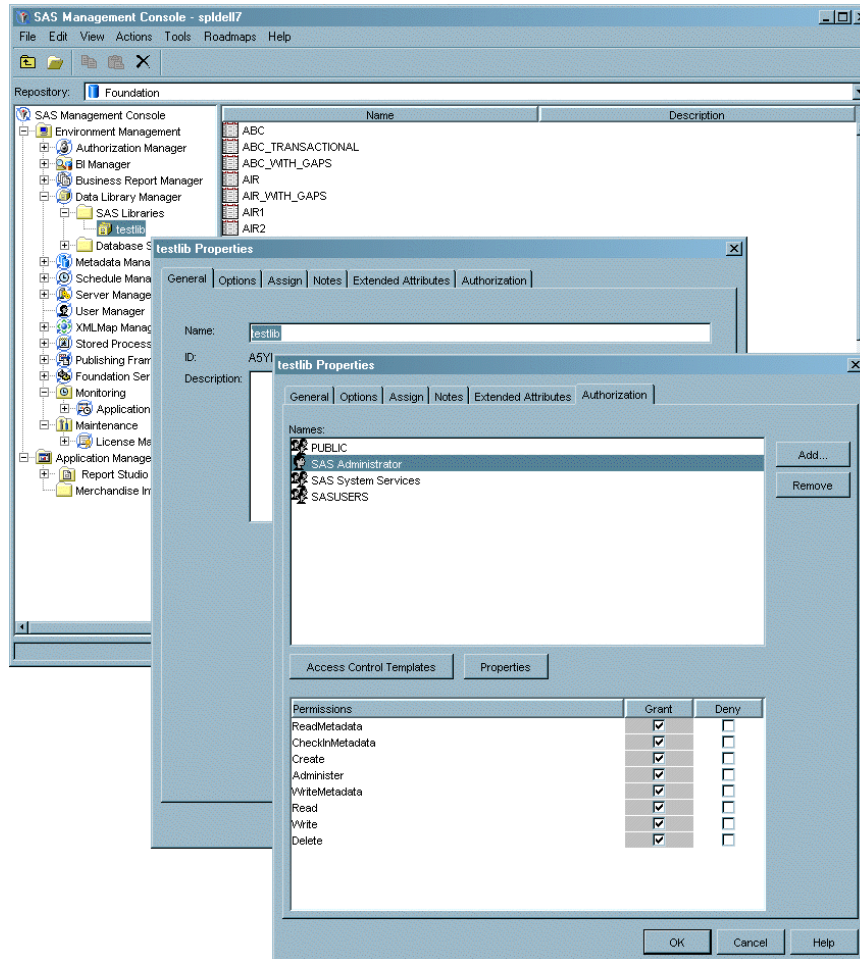 SAS Management Console - spldell7
File Edit View Actions Tools Roadmaps Help
Repository: Foundation
SAS Management Console
Environment Management
Authorization Manager
BI Manager
Business Report Manager
Data Library Manager
SAS Libraries
testlib
Database S
Metadata Mana
Schedule Mana
Server Manage
User Manager
XMLMap Manag
Stored Process
Publishing Fram
Foundation Ser
Monitoring
Application
Maintenance
License Ma
Application Manage
Report Studio
Merchandise In
Name Description
ABC
ABC_TRANSACTIONAL
ABC_WITH_GAPS
AIR
AIR_WITH_GAPS
AIR1
AIR2
testlib Properties
General Options Assign Notes Extended Attributes Authorization
Name: testlib
ID: A5Y
Description:
testlib Properties
General Options Assign Notes Extended Attributes Authorization
Names:
PUBLIC
SAS Administrator
SAS System Services
SASUSERS
Add...
Remove
Access Control Templates Properties
Permissions Grant Deny
ReadMetadata
CheckInMetadata
Create
Administer
WriteMetadata
Read
Write
Delete
OK Cancel Help